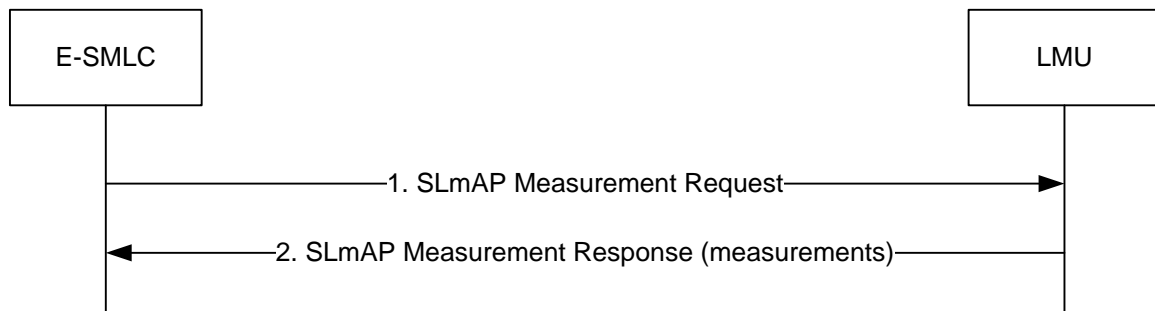 E-SMLC
LMU
1. SLmAP Measurement Request
2. SLmAP Measurement Response (measurements)